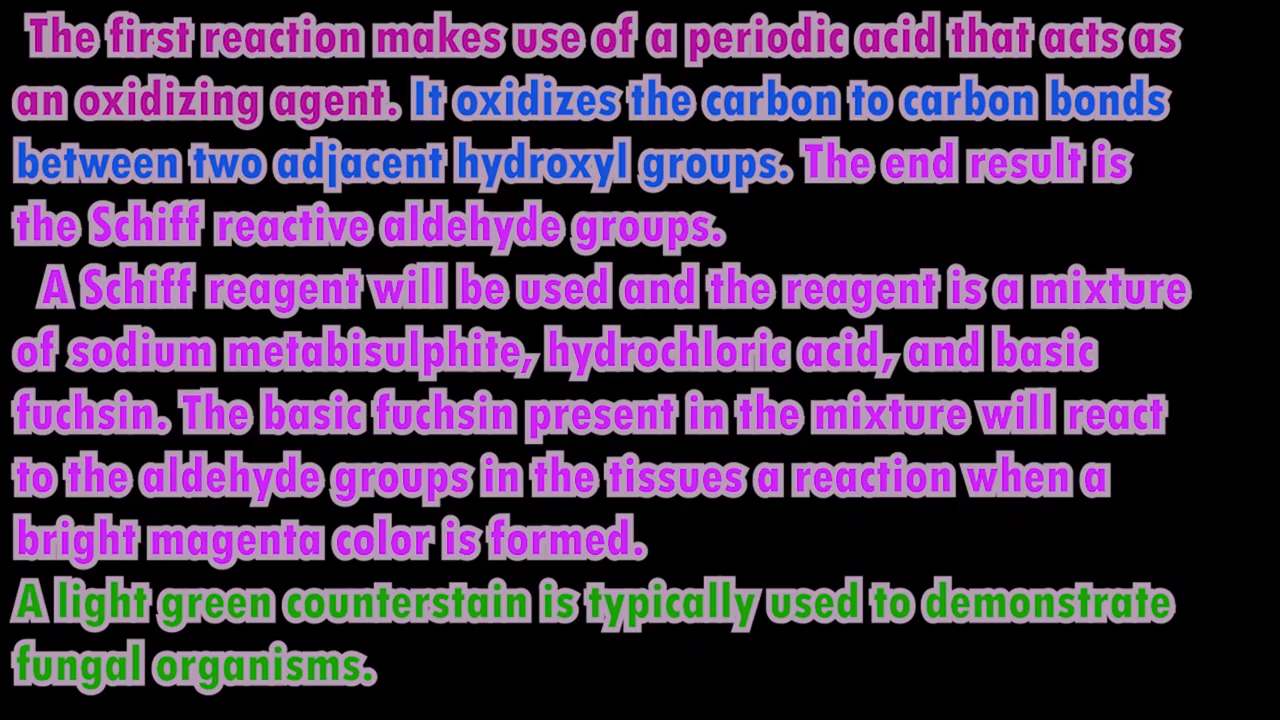 The first reaction makes use of a periodic acid that acts as
an oxidizing agent. It oxidizes the carbon to carbon bonds
between two adjacent hydroxyl groups. The end result is
the Schiff reactive aldehyde groups.
A Schiff reagent will be used and the reagent is a mixture
of sodium metabisulphite, hydrochloric acid, and basic
fuchsin. The basic fuchsin present in the mixture will react
to the aldehyde groups in the tissues a reaction when a
bright magenta color is formed.
A light green counterstain is typically used to demonstrate
fungal organisms.